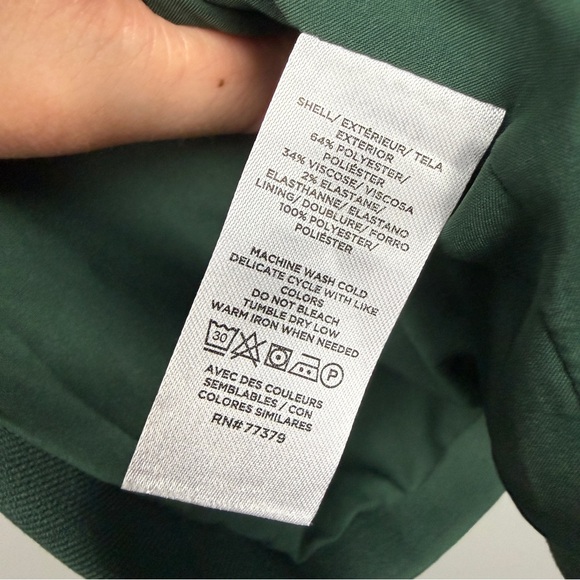 SHELL/ EXTÉRIEUR/ TELA
EXTERIOR
64% POLYESTER/
POLIÉSTER
34% VISCOSE/ VISCOSA
2% ELASTANE/
ELASTHANNE/ ELASTANO
LINING/ DOUBLURE/ FORRO
100% POLYESTER/
POLIÉSTER
MACHINE WASH COLD
DELICATE CYCLE WITH LIKE
COLORS
DO NOT BLEACH
TUMBLE DRY LOW
WARM IRON WHEN NEEDED
30 P
AVEC DES COULEURS
SEMBLABLES / CON
COLORES SIMILARES
RN# 77379